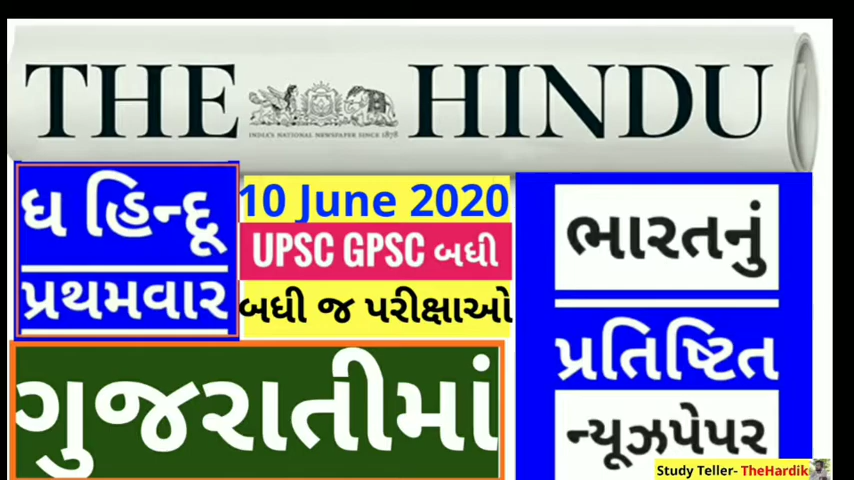 THE HINDU
INDIA'S NATIONAL NEWSPAPER SINCE 1878
ધ હિન્દૂ
પ્રથમવાર
ગુજરાતીમાં
10 June 2020
UPSC GPSC બધી
બધી જ પરીક્ષાઓ
ભારતનું
પ્રતિષ્ટિત
ન્યૂઝપેપર
Study Teller- TheHardik